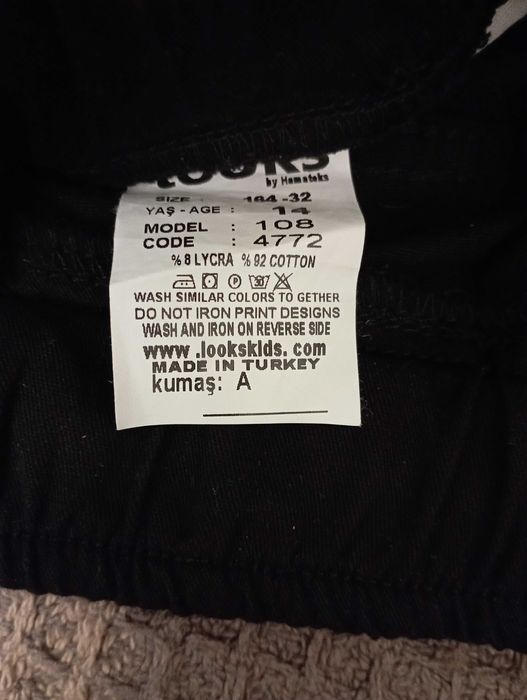 LOOKS
by Hamateks
SIZE : 164-32
YAŞ - AGE : 14
MODEL : 108
CODE : 4772
% 8 LYCRA % 92 COTTON
30
WASH SIMILAR COLORS TO GETHER
DO NOT IRON PRINT DESIGNS
WASH AND IRON ON REVERSE SIDE
www .lookskids. com
MADE IN TURKEY
kumaş: A